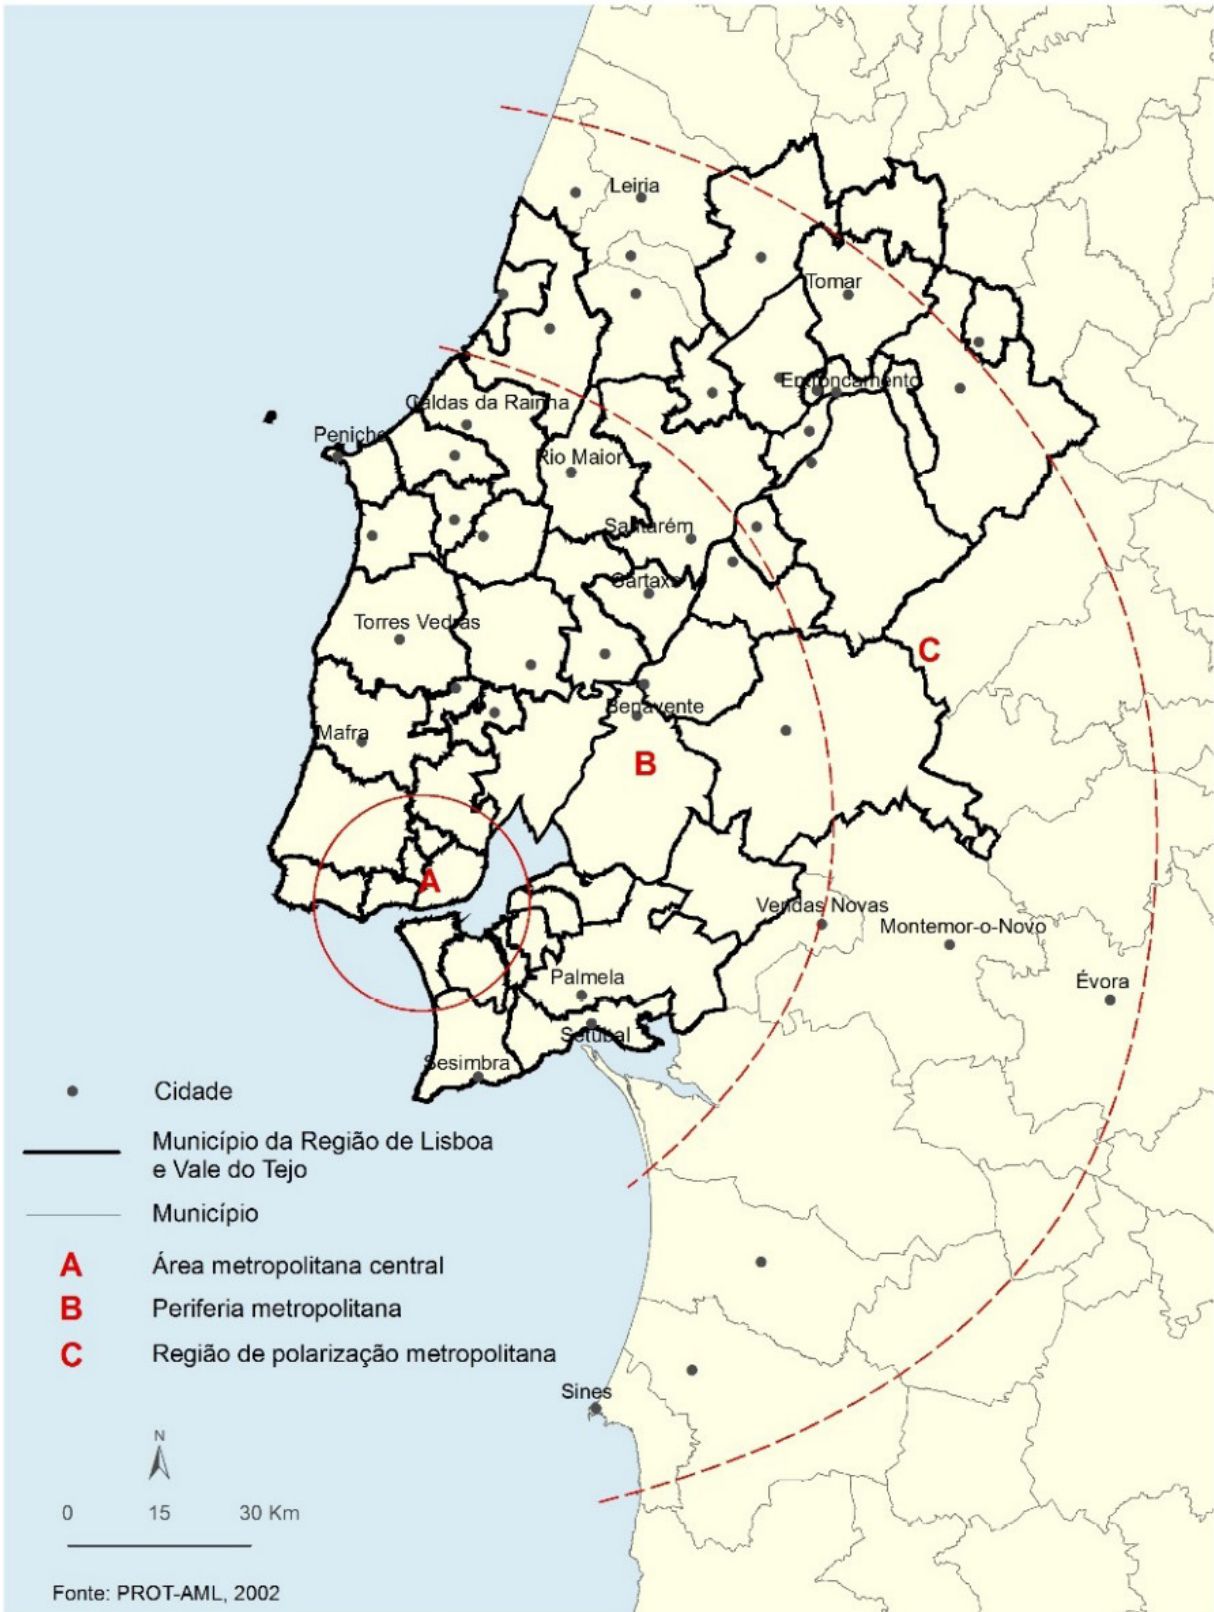 Leiria
Tomar
Entroncamento
Caldas da Rainha
Peniche
Rio Maior
Santarém
Cartaxo
Torres Vedras
C
Benavente
Mafra
B
A
Vendas Novas
Montemor-o-Novo
Palmela
Évora
Setúbal
Sesimbra
Cidade
Município da Região de Lisboa
e Vale do Tejo
Município
A Área metropolitana central
B Periferia metropolitana
C Região de polarização metropolitana
Sines
N
0 15 30 Km
Fonte: PROT-AML, 2002